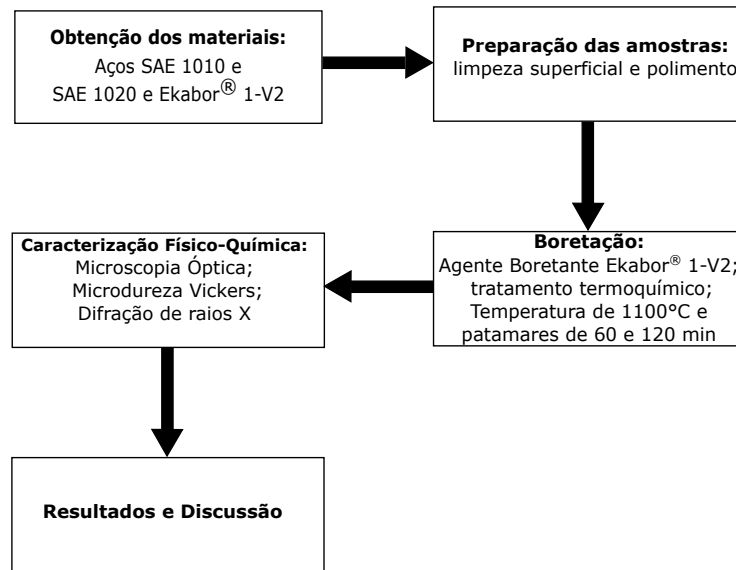 Obtenção dos materiais:
Aços SAE 1010 e
SAE 1020 e Ekabor® 1-V2
Preparação das amostras:
limpeza superficial e polimento
Boretação:
Agente Boretante Ekabor® 1-V2;
tratamento termoquímico;
Temperatura de 1100°C e
patamares de 60 e 120 min
Caracterização Físico-Química:
Microscopia Óptica;
Microdureza Vickers;
Difração de raios X
Resultados e Discussão